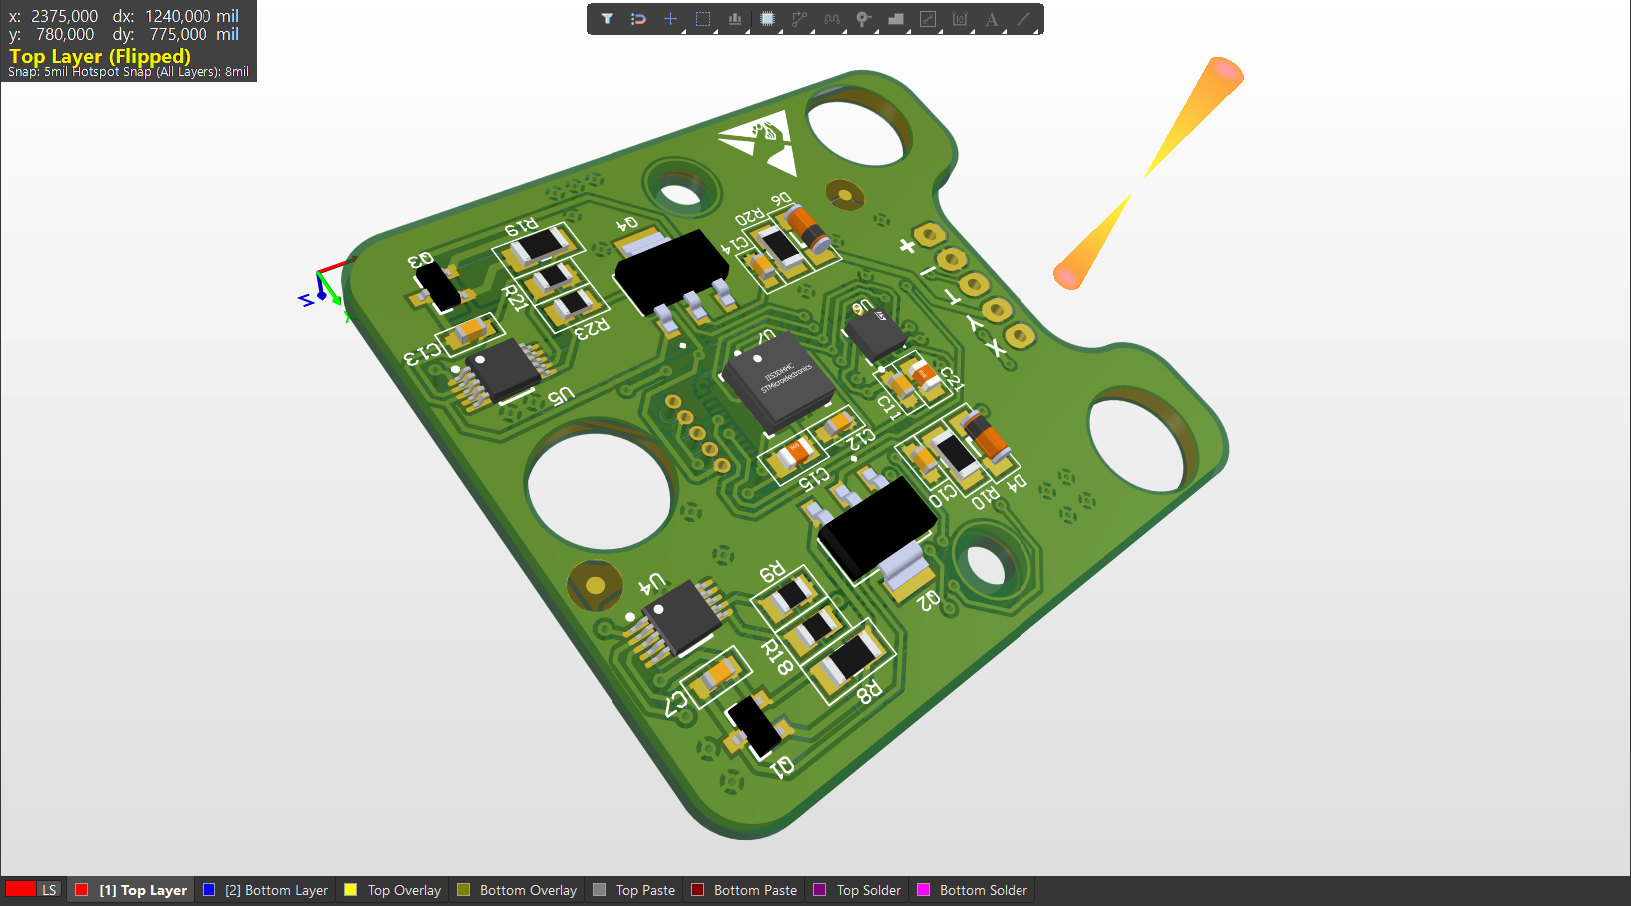 x: 2375,000 dx: 1240,000 mil
y: 780,000 dy: 775,000 mil
Top Layer (Flipped)
Snap: 5mil Hotspot Snap (All Layers): 8mil
D6
R20
C14
Q4
R19
Q3
R21
R23
C13
U5
+
−
T
Y
X
U6
U7
IIS3DHHC
STMicroelectronics
C21
C11
C12
C15
C10
R10
D4
Q2
R9
U4
R18
R8
C7
Q1
LS
[1] Top Layer
[2] Bottom Layer
Top Overlay
Bottom Overlay
Top Paste
Bottom Paste
Top Solder
Bottom Solder